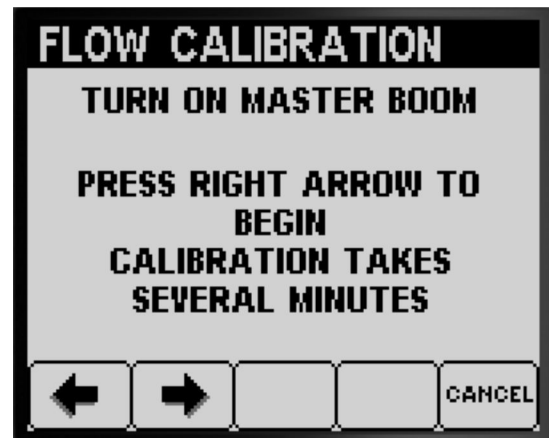 FLOW CALIBRATION
TURN ON MASTER BOOM
PRESS RIGHT ARROW TO
BEGIN
CALIBRATION TAKES
SEVERAL MINUTES
CANCEL